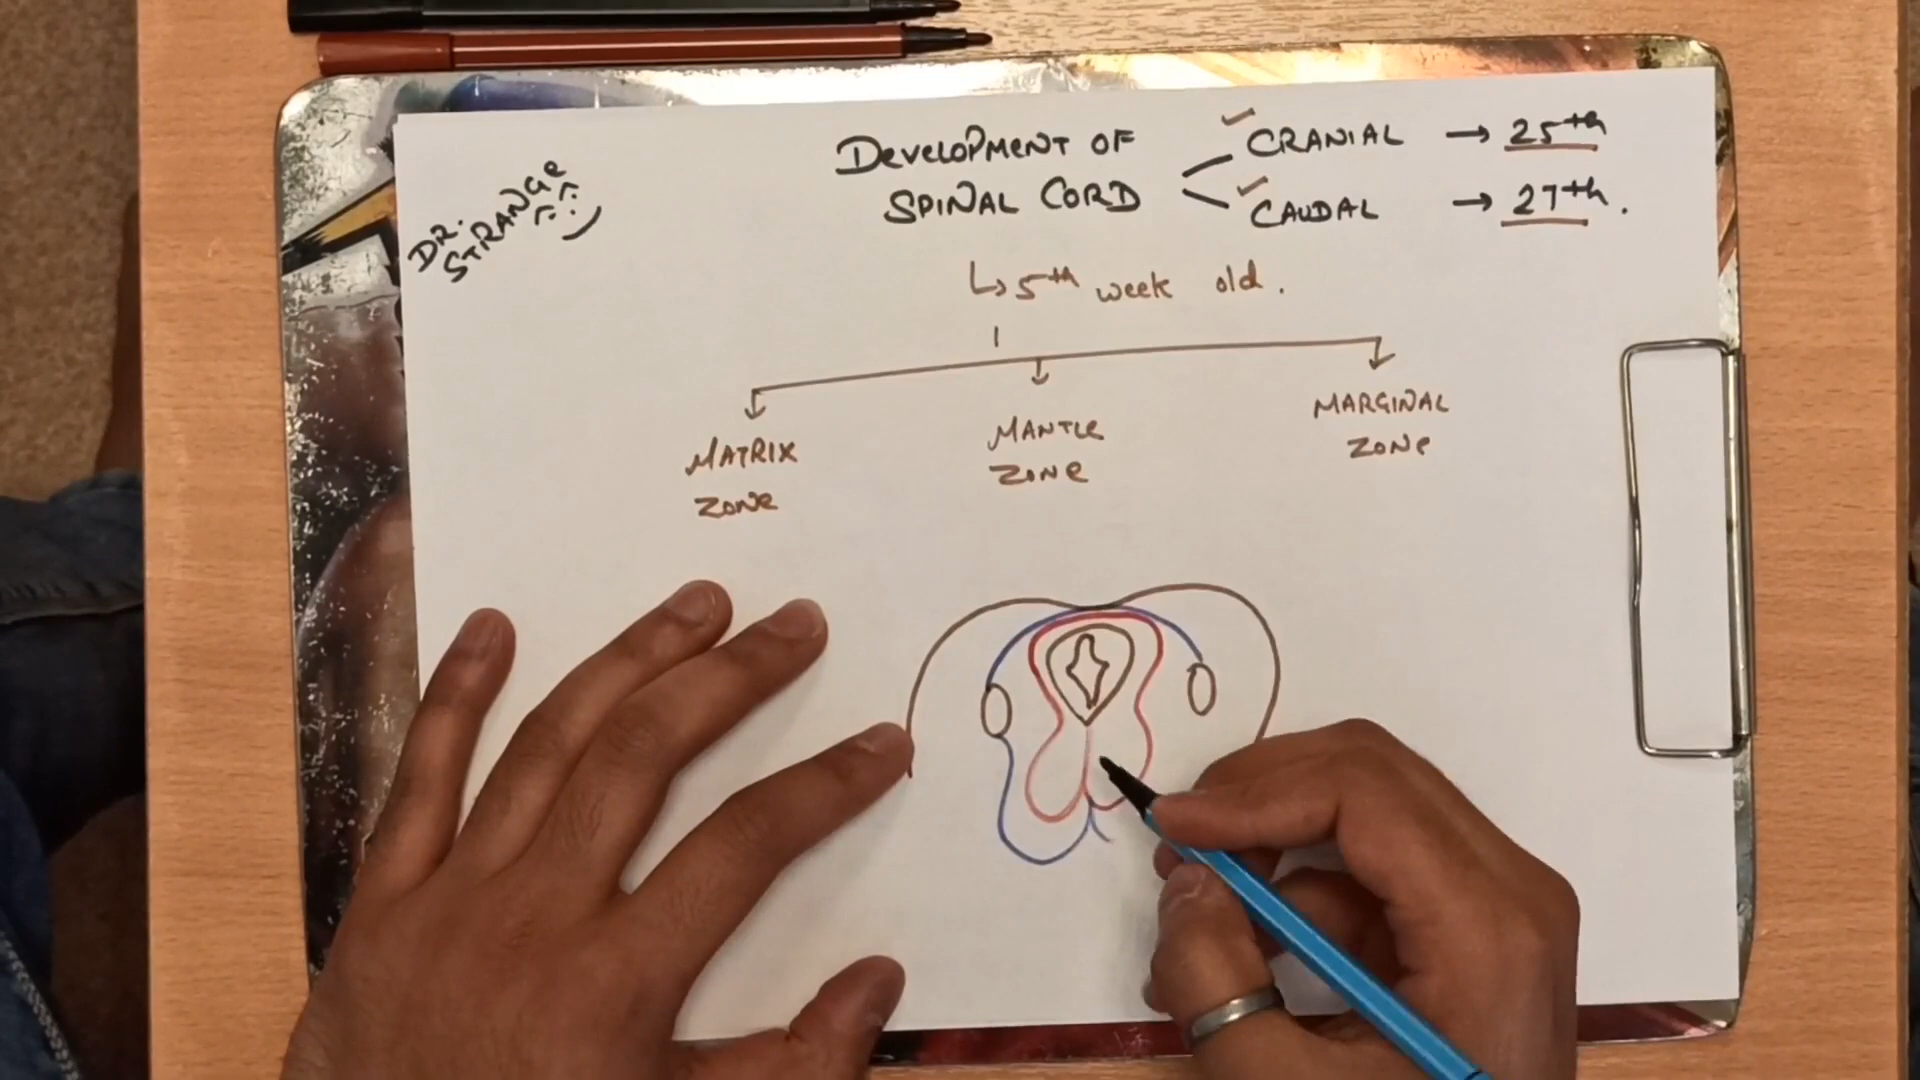 DR.
STRANGE
DEVELOPMENT OF
SPINAL CORD
CRANIAL → 25th
CAUDAL → 27th.
↳ 5th week old.
MATRIX
ZONE
MANTLE
ZONE
MARGINAL
ZONE